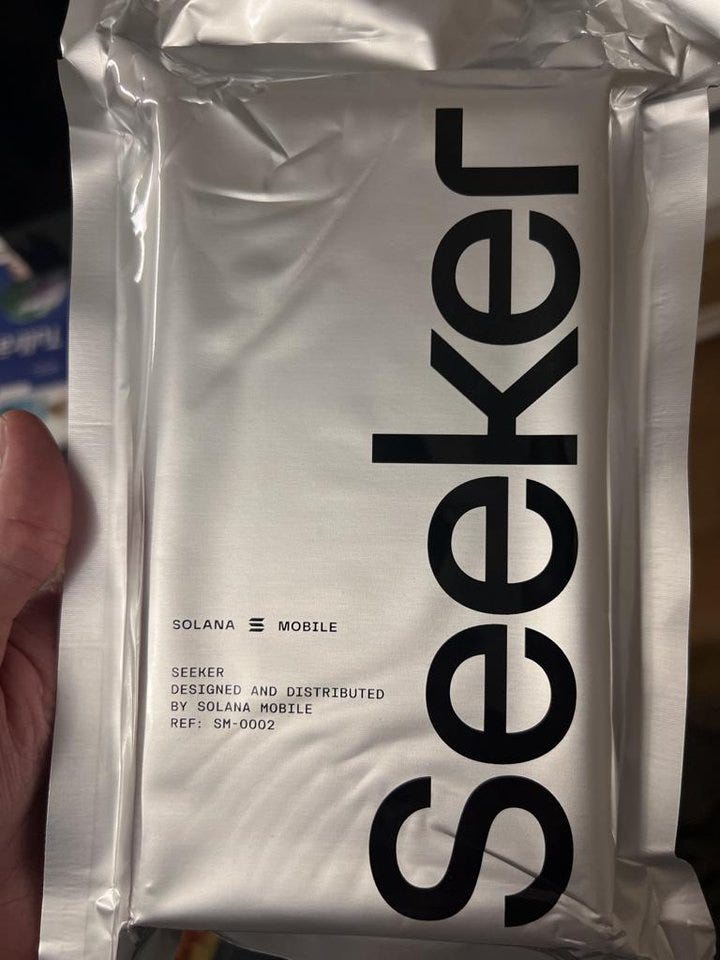 Seeker
SOLANA MOBILE
SEEKER
DESIGNED AND DISTRIBUTED
BY SOLANA MOBILE
REF: SM-0002